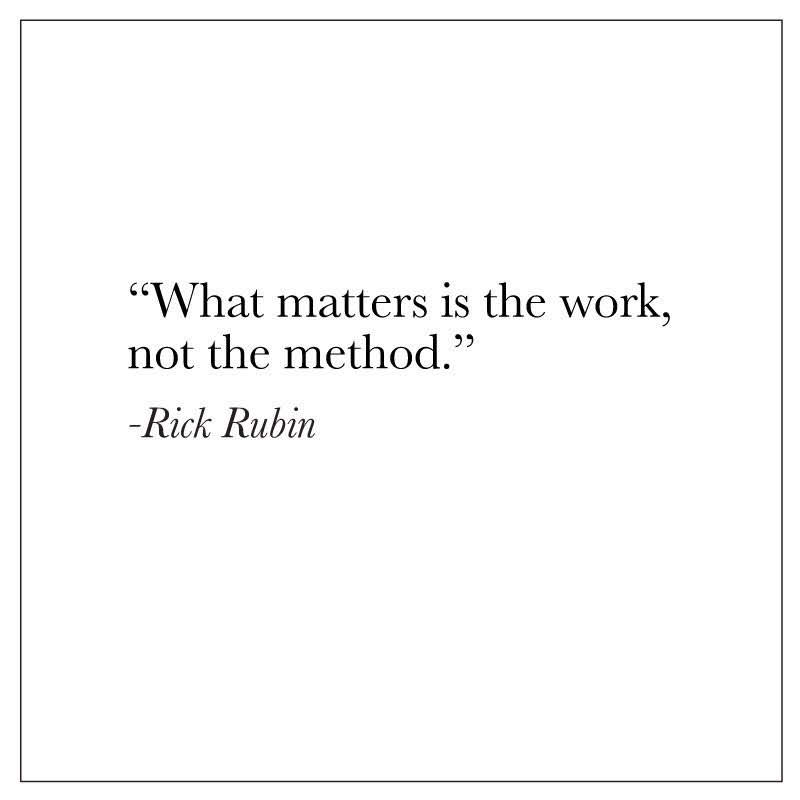 “What matters is the work,
not the method.”
-Rick Rubin